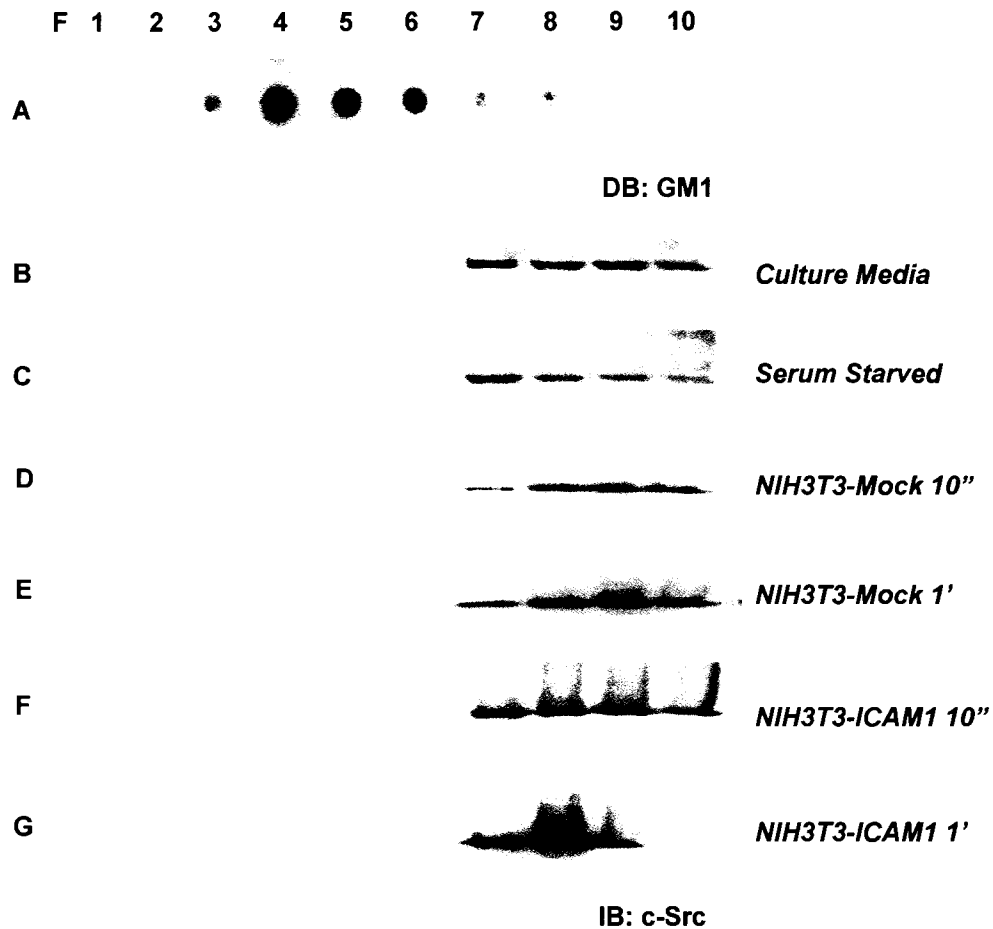 F 1 2 3 4 5 6 7 8 9 10
A
DB: GM1
B Culture Media
C Serum Starved
D NIH3T3-Mock 10”
E NIH3T3-Mock 1’
F NIH3T3-ICAM1 10”
G NIH3T3-ICAM1 1’
IB: c-Src